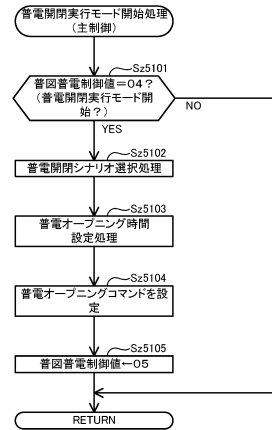 普電開閉実行モード開始処理
(主制御)
Sz5101
普図普電制御値＝04？
(普電開閉実行モード開
始？)
NO
YES
Sz5102
普電開閉シナリオ選択処理
Sz5103
普電オープニング時間
設定処理
Sz5104
普電オープニングコマンドを設
定
Sz5105
普図普電制御値←05
RETURN